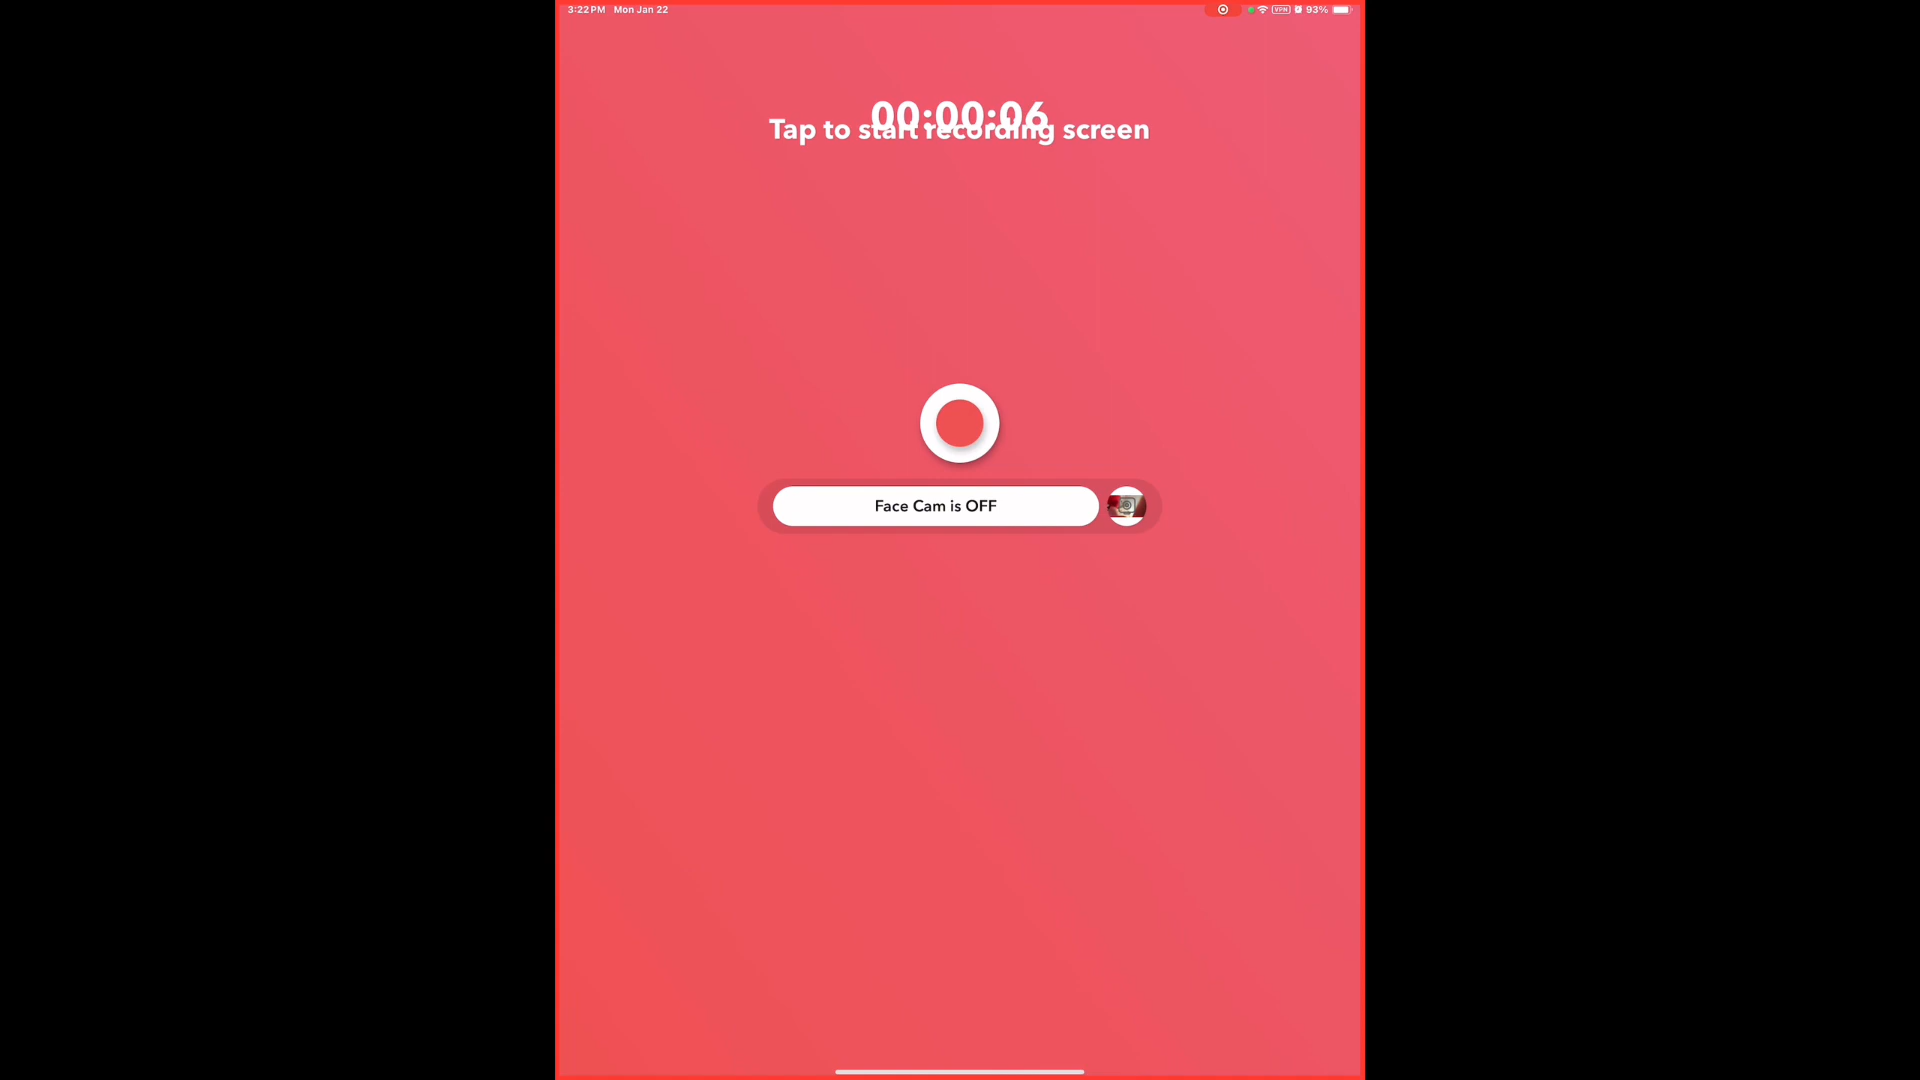 3:22 PM Mon Jan 22
VPN 93%
00:00:06
Tap to start recording screen
Face Cam is OFF